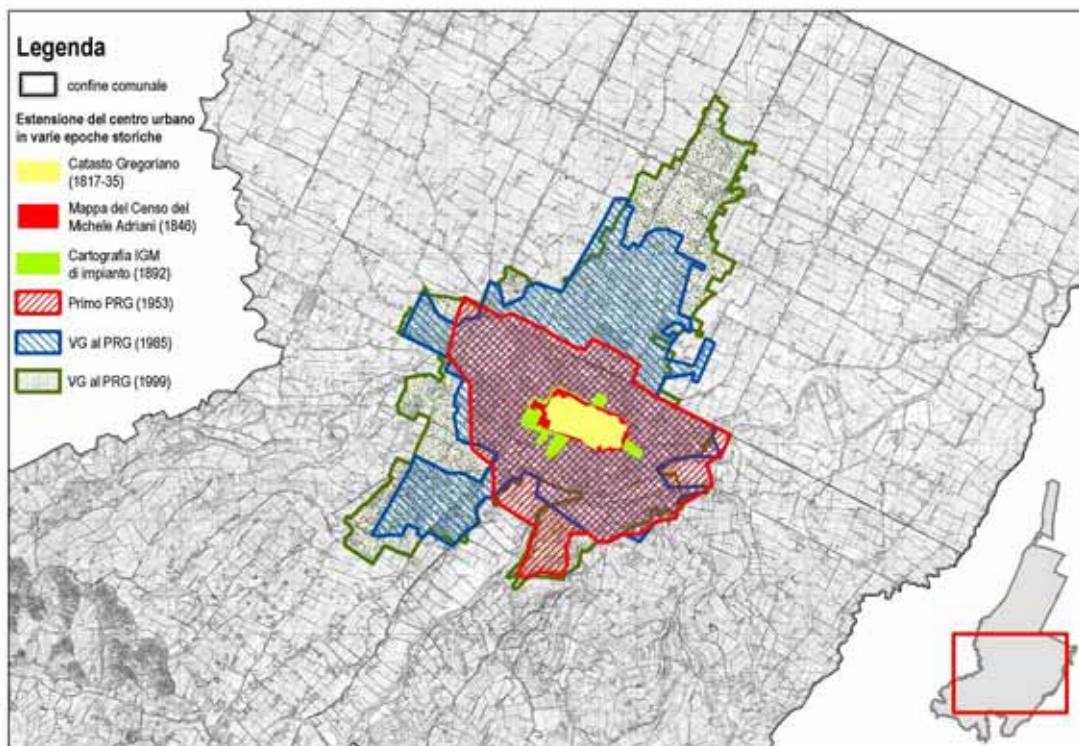 Legenda
confine comunale
Estensione del centro urbano
in varie epoche storiche
Catasto Gregoriano
(1817-35)
Mappa del Censo del
Michele Adriani (1846)
Cartografia IGM
di impianto (1892)
Primo PRG (1953)
VG al PRG (1985)
VG al PRG (1999)